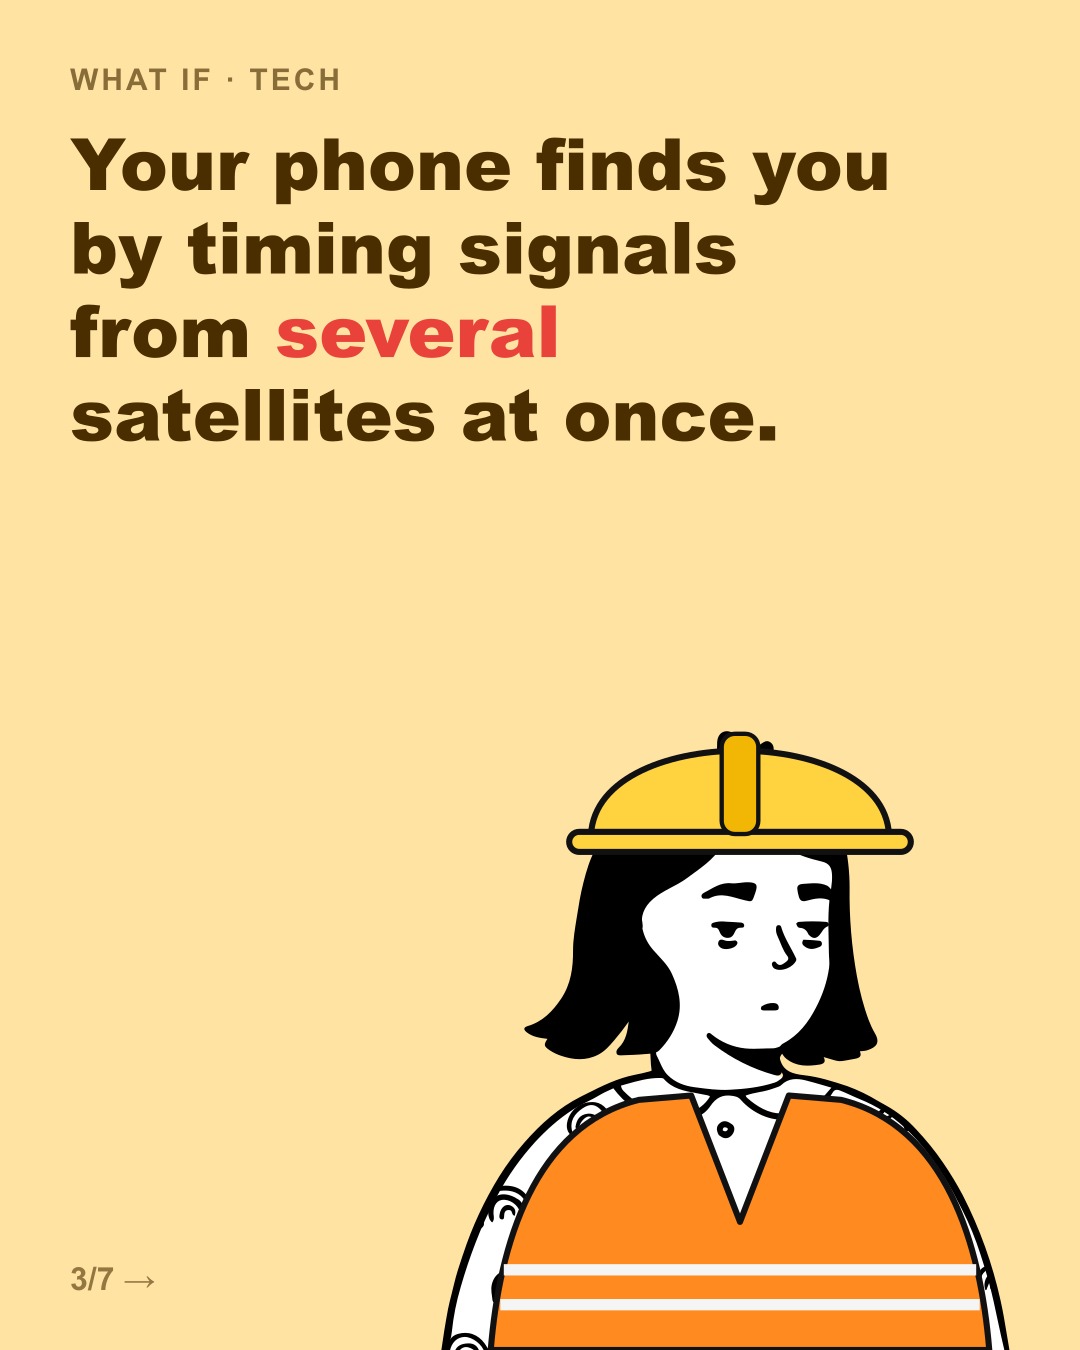 WHAT IF · TECH
Your phone finds you
by timing signals
from several
satellites at once.
3/7 →